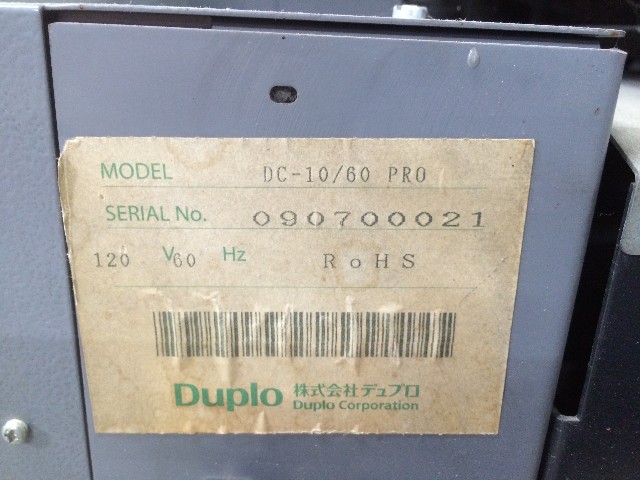 MODEL DC-10/60 PRO
SERIAL No. 090700021
120 V 60 Hz RoHS
Duplo 株式会社デュプロ
Duplo Corporation